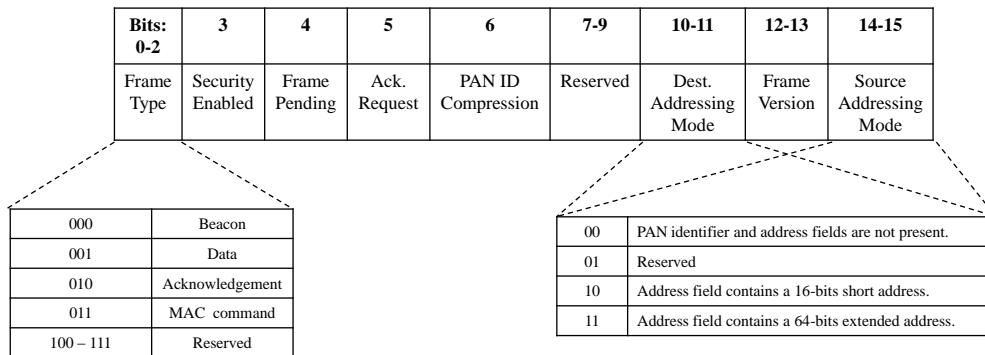 Bits: 0-2 3 4 5 6 7-9 10-11 12-13 14-15
Frame Type Security Enabled Frame Pending Ack. Request PAN ID Compression Reserved Dest. Addressing Mode Frame Version Source Addressing Mode
000 Beacon
001 Data
010 Acknowledgement
011 MAC command
100 – 111 Reserved
00 PAN identifier and address fields are not present.
01 Reserved
10 Address field contains a 16-bits short address.
11 Address field contains a 64-bits extended address.